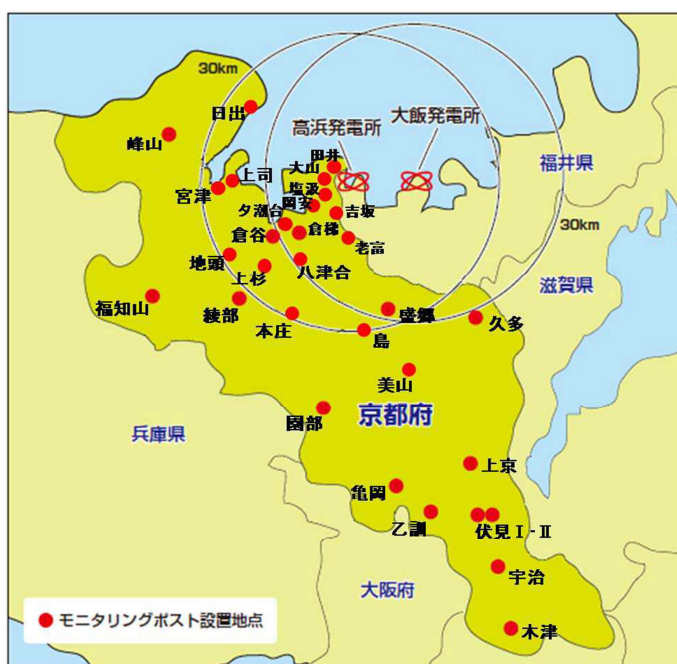 30km
日出
大飯発電所
高浜発電所
峰山
田井
大山
福井県
上司
宮津
塩汲
岡安
夕潮台
吉坂
30km
倉谷
倉梯
老富
地頭
上杉
八津合
滋賀県
福知山
綾部
本庄
盛郷
久多
島
美山
園部
京都府
兵庫県
上京
亀岡
乙訓
伏見Ⅰ-Ⅱ
宇治
大阪府
モニタリングポスト設置地点
木津